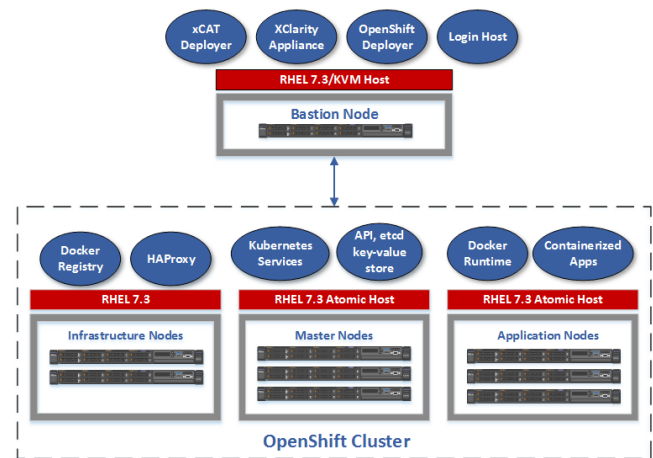 xCAT
Deployer
XClarity
Appliance
OpenShift
Deployer
Login Host
RHEL 7.3/KVM Host
Bastion Node
Docker
Registry
HAProxy
Kubernetes
Services
API, etcd
key-value
store
Docker
Runtime
Containerized
Apps
RHEL 7.3
RHEL 7.3 Atomic Host
RHEL 7.3 Atomic Host
Infrastructure Nodes
Master Nodes
Application Nodes
OpenShift Cluster